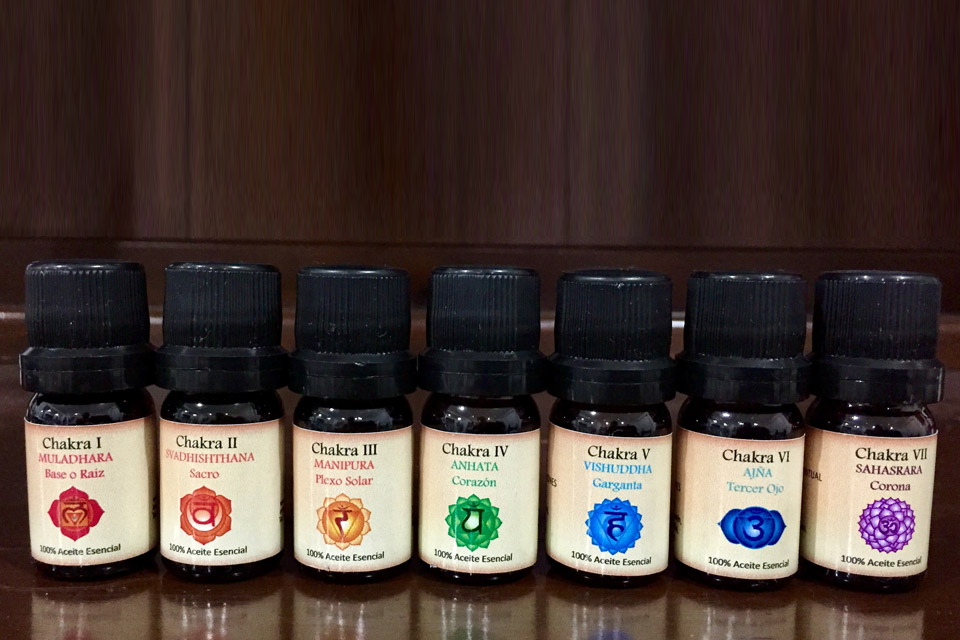 Chakra I
MULADHARA
Base o Raíz
100% Aceite Esencial
Chakra II
SVADHISHTHANA
Sacro
100% Aceite Esencial
Chakra III
MANIPURA
Plexo Solar
100% Aceite Esencial
Chakra IV
ANHATA
Corazón
100% Aceite Esencial
Chakra V
VISHUDDHA
Garganta
100% Aceite Esencial
Chakra VI
AJÑA
Tercer Ojo
100% Aceite Esencial
Chakra VII
SAHASRARA
Corona
100% Aceite Esencial